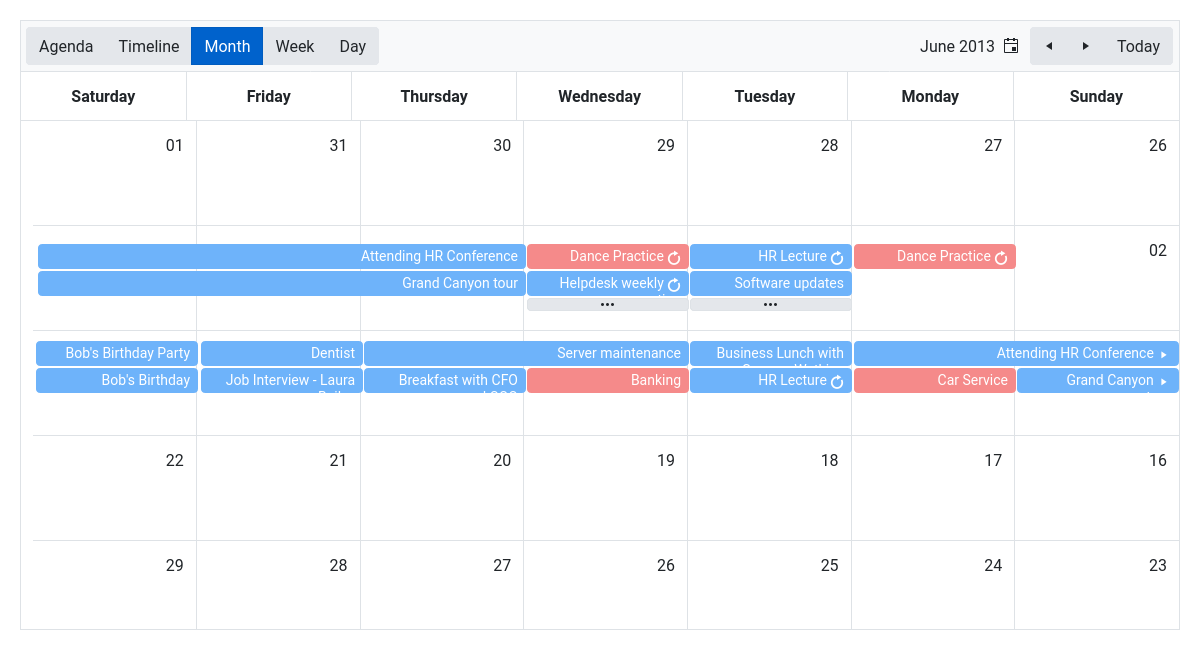 Agenda Timeline Month Week Day June 2013 Today
Saturday Friday Thursday Wednesday Tuesday Monday Sunday
01 31 30 29 28 27 26
02
Attending HR Conference Dance Practice HR Lecture Dance Practice
Grand Canyon tour Helpdesk weekly Software updates
••• •••
Bob's Birthday Party Dentist Server maintenance Business Lunch with Attending HR Conference
Bob's Birthday Job Interview - Laura Breakfast with CFO Banking HR Lecture Car Service Grand Canyon
22 21 20 19 18 17 16
29 28 27 26 25 24 23